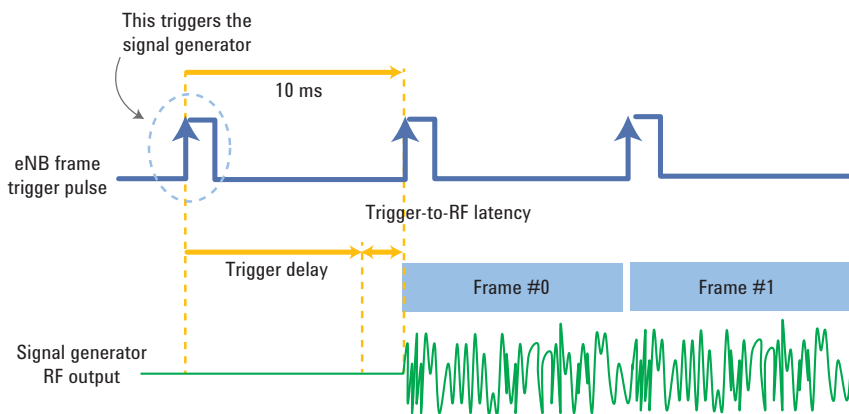 This triggers the
signal generator
10 ms
eNB frame
trigger pulse
Trigger-to-RF latency
Trigger delay
Frame #0
Frame #1
Signal generator
RF output